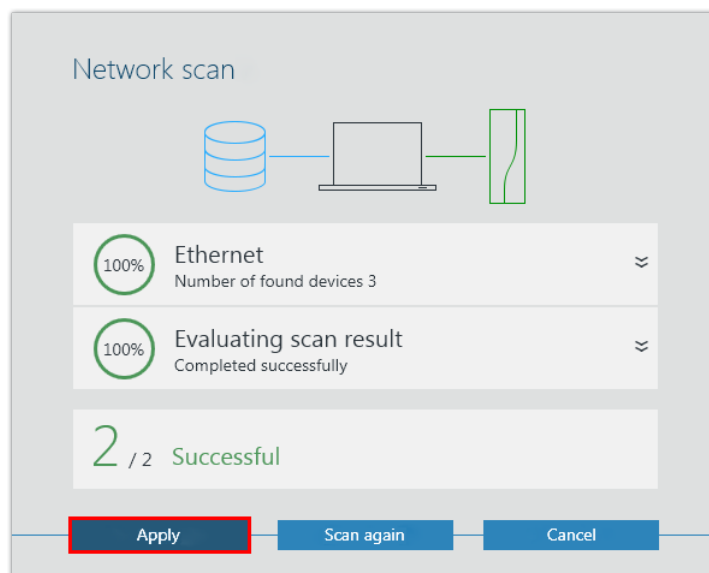 Network scan
100%
Ethernet
Number of found devices 3
100%
Evaluating scan result
Completed successfully
2 / 2 Successful
Apply Scan again Cancel